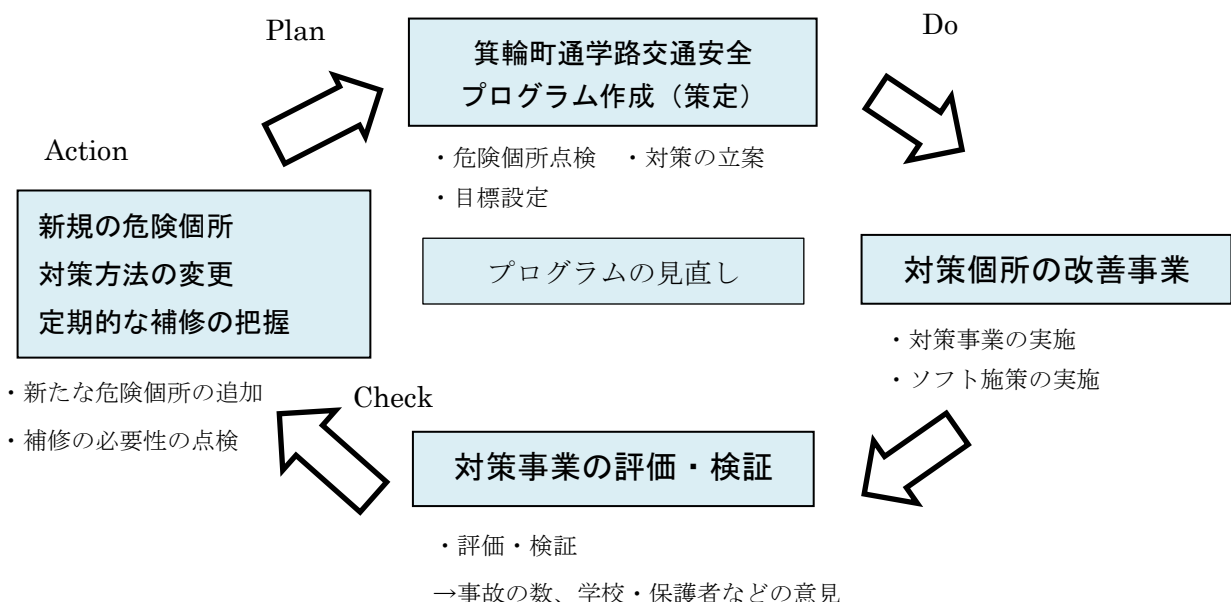 Plan
箕輪町通学路交通安全
プログラム作成（策定）
・危険個所点検　・対策の立案
・目標設定
Do
対策個所の改善事業
・対策事業の実施
・ソフト施策の実施
プログラムの見直し
Check
対策事業の評価・検証
・評価・検証
→事故の数、学校・保護者などの意見
Action
新規の危険個所
対策方法の変更
定期的な補修の把握
・新たな危険個所の追加
・補修の必要性の点検